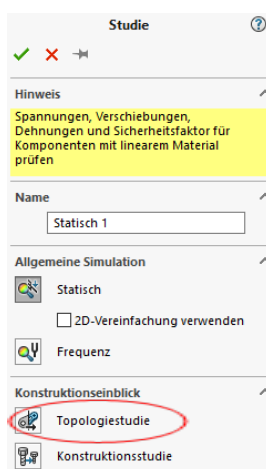 Studie
Hinweis
Spannungen, Verschiebungen,
Dehnungen und Sicherheitsfaktor für
Komponenten mit linearem Material
prüfen
Name
Statisch 1
Allgemeine Simulation
Statisch
2D-Vereinfachung verwenden
Frequenz
Konstruktionseinblick
Topologiestudie
Konstruktionsstudie